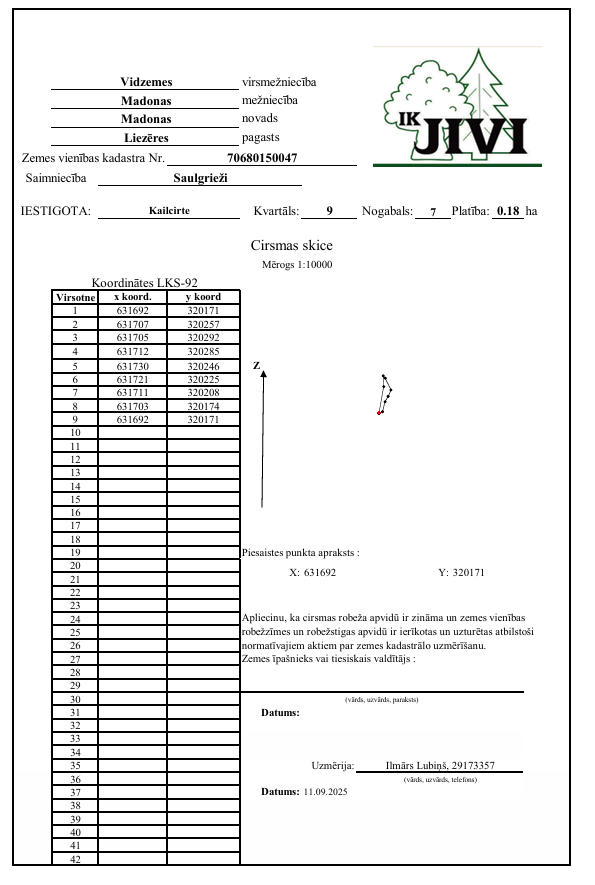 Vidzemes virsmežniecība
Madonas mežniecība
Madonas novads
Liezēres pagasts
Zemes vienības kadastra Nr. 70680150047
Saimniecība Saulgrieži
IK JIVI
IESTIGOTA: Kailcirte Kvartāls: 9 Nogabals: 7 Platība: 0.18 ha
Cirsmas skice
Mērogs 1:10000
Koordinātes LKS-92
Virsotne x koord. y koord
1 631692 320171
2 631707 320257
3 631705 320292
4 631712 320285
5 631730 320246
6 631721 320225
7 631711 320208
8 631703 320174
9 631692 320171
10
11
12
13
14
15
16
17
18
19
20
21
22
23
24
25
26
27
28
29
30
31
32
33
34
35
36
37
38
39
40
41
42
Z
Piesaistes punkta apraksts :
X: 631692 Y: 320171
Apliecinu, ka cirsmas robeža apvidū ir zināma un zemes vienības
robežzīmes un robežstigas apvidū ir ierīkotas un uzturētas atbilstoši
normatīvajiem aktiem par zemes kadastrālo uzmērīšanu.
Zemes īpašnieks vai tiesiskais valdītājs :
(vārds, uzvārds, paraksts)
Datums:
Uzmērīja: Ilmārs Lubiņš, 29173357
(vārds, uzvārds, telefons)
Datums: 11.09.2025